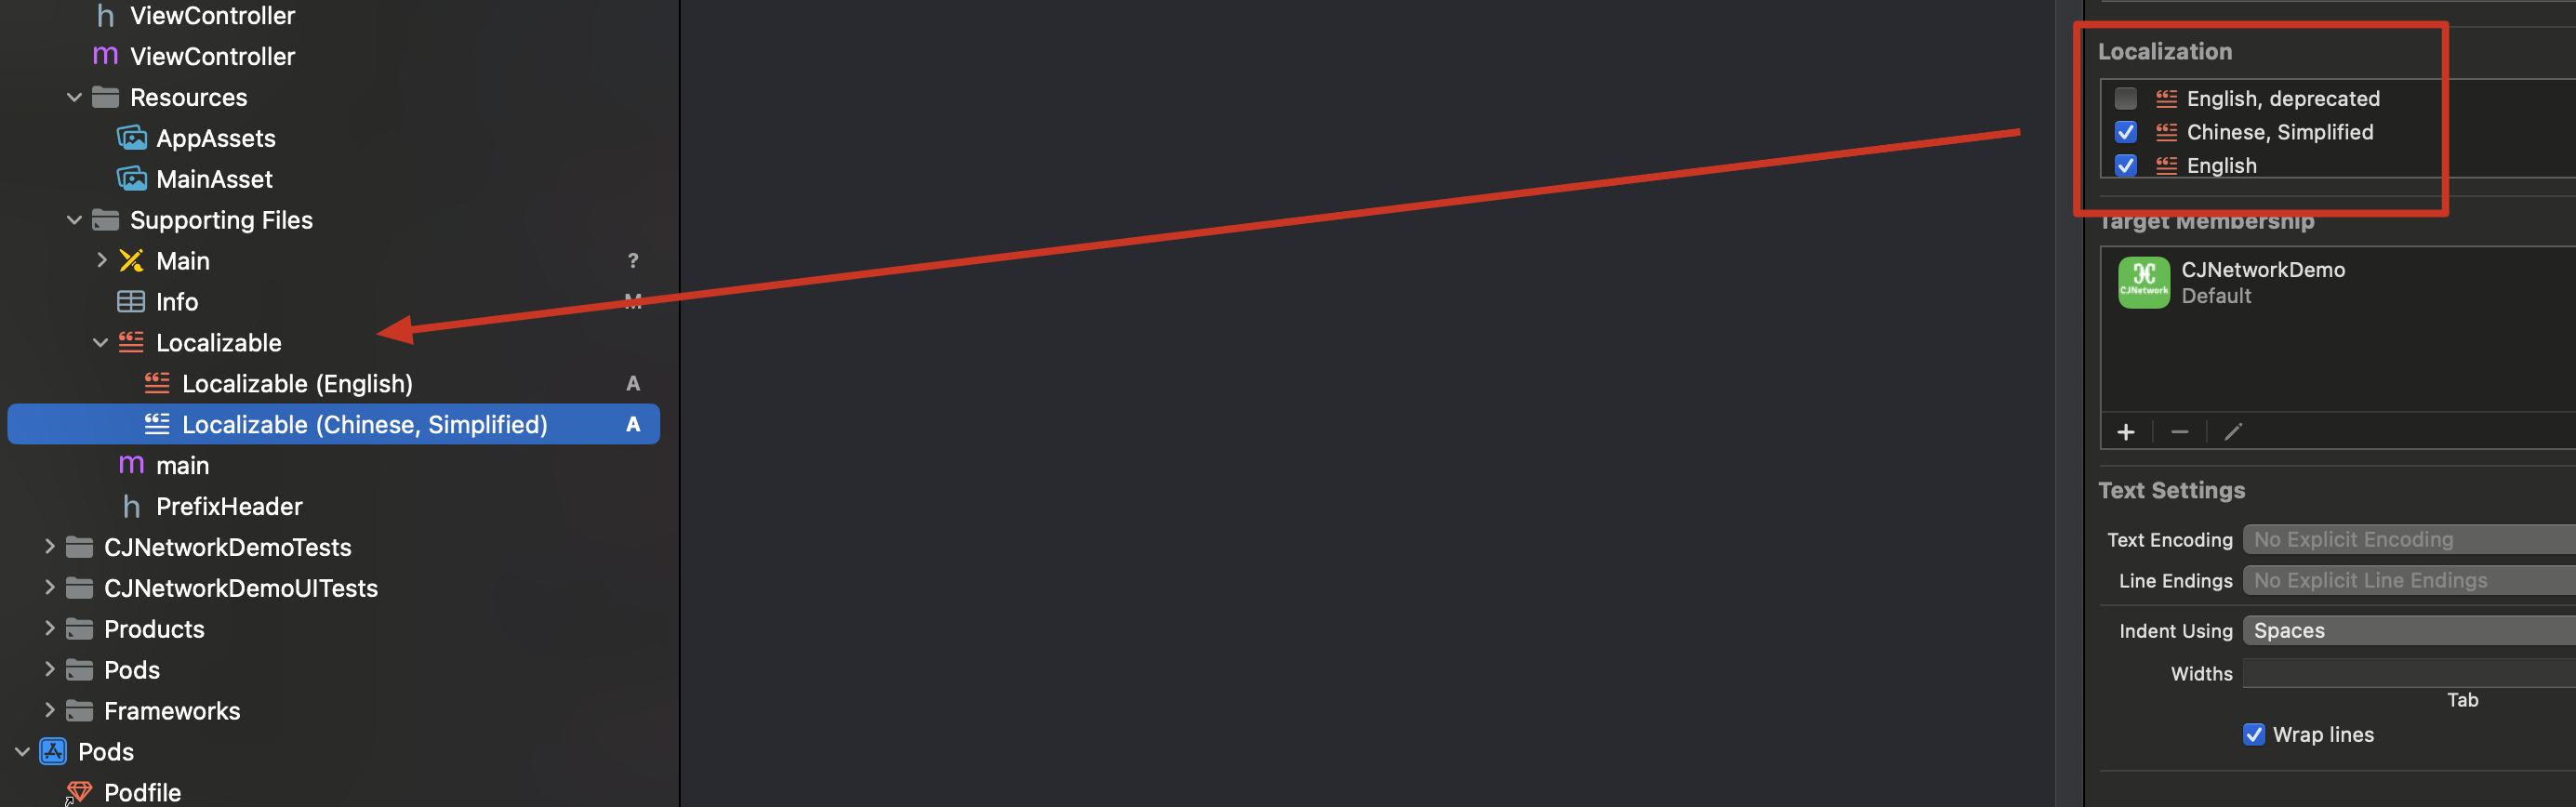 h ViewController
m ViewController
Resources
AppAssets
MainAsset
Supporting Files
Main ?
Info M
Localizable
Localizable (English) A
Localizable (Chinese, Simplified) A
m main
h PrefixHeader
CJNetworkDemoTests
CJNetworkDemoUITests
Products
Pods
Frameworks
Pods
Podfile
Localization
English, deprecated
Chinese, Simplified
English
Target Membership
CJNetwork
CJNetworkDemo
Default
Text Settings
Text Encoding No Explicit Encoding
Line Endings No Explicit Line Endings
Indent Using Spaces
Widths
Tab
Wrap lines